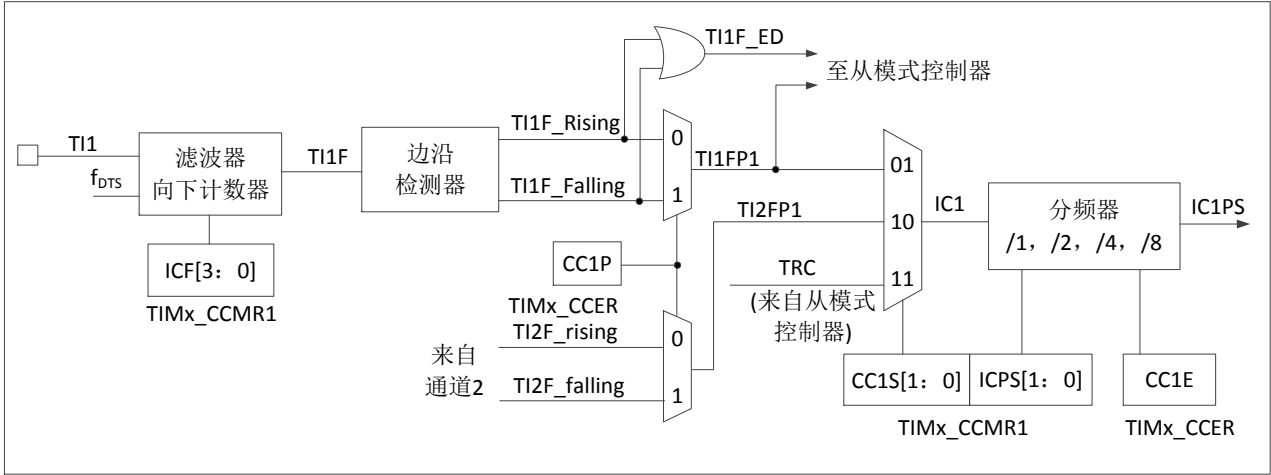 TI1F_ED
至从模式控制器
TI1
f_DTS
滤波器
向下计数器
TI1F
边沿
检测器
TI1F_Rising
TI1F_Falling
0
1
TI1FP1
TI2FP1
TRC
(来自从模式
控制器)
01
10
11
IC1
分频器
/1，/2，/4，/8
IC1PS
ICF[3：0]
TIMx_CCMR1
CC1P
TIMx_CCER
TI2F_rising
TI2F_falling
来自
通道2
0
1
CC1S[1：0]
ICPS[1：0]
TIMx_CCMR1
CC1E
TIMx_CCER